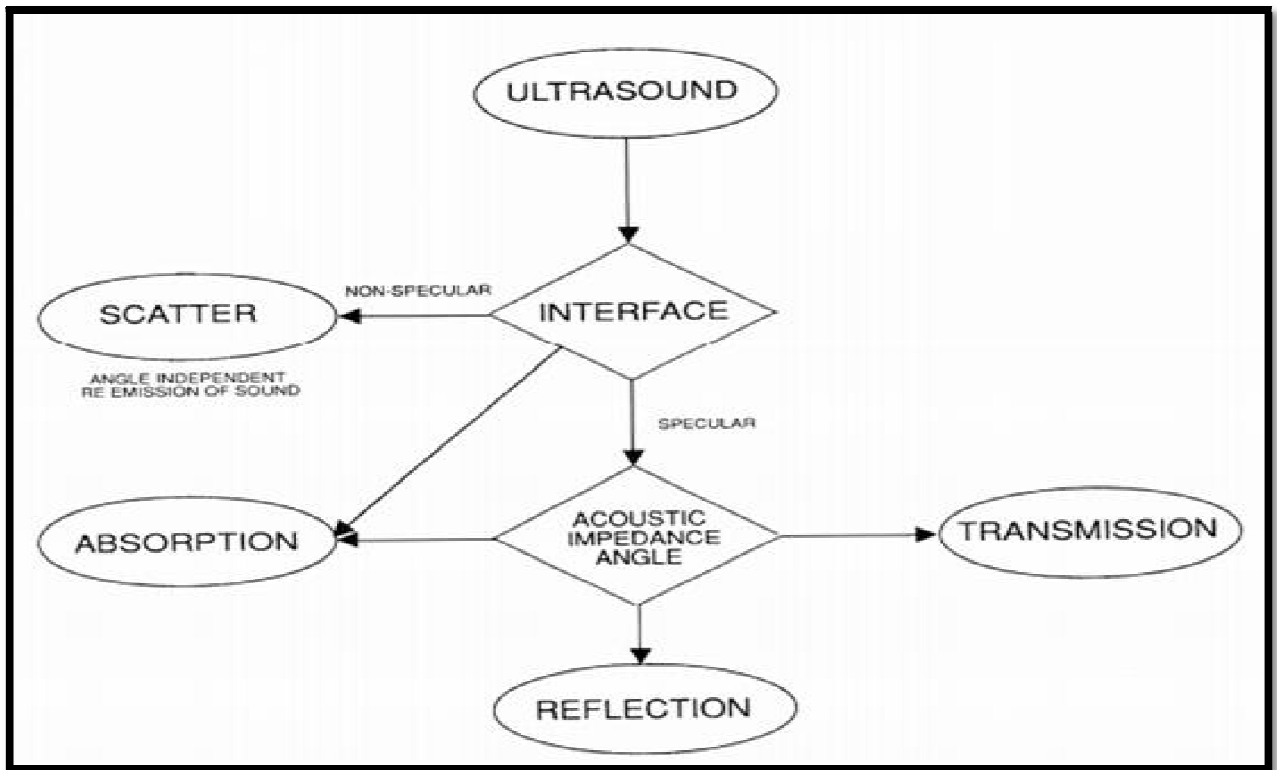 ULTRASOUND
NON-SPECULAR
SCATTER
INTERFACE
ANGLE INDEPENDENT
RE EMISSION OF SOUND
SPECULAR
ABSORPTION
ACOUSTIC
IMPEDANCE
ANGLE
TRANSMISSION
REFLECTION